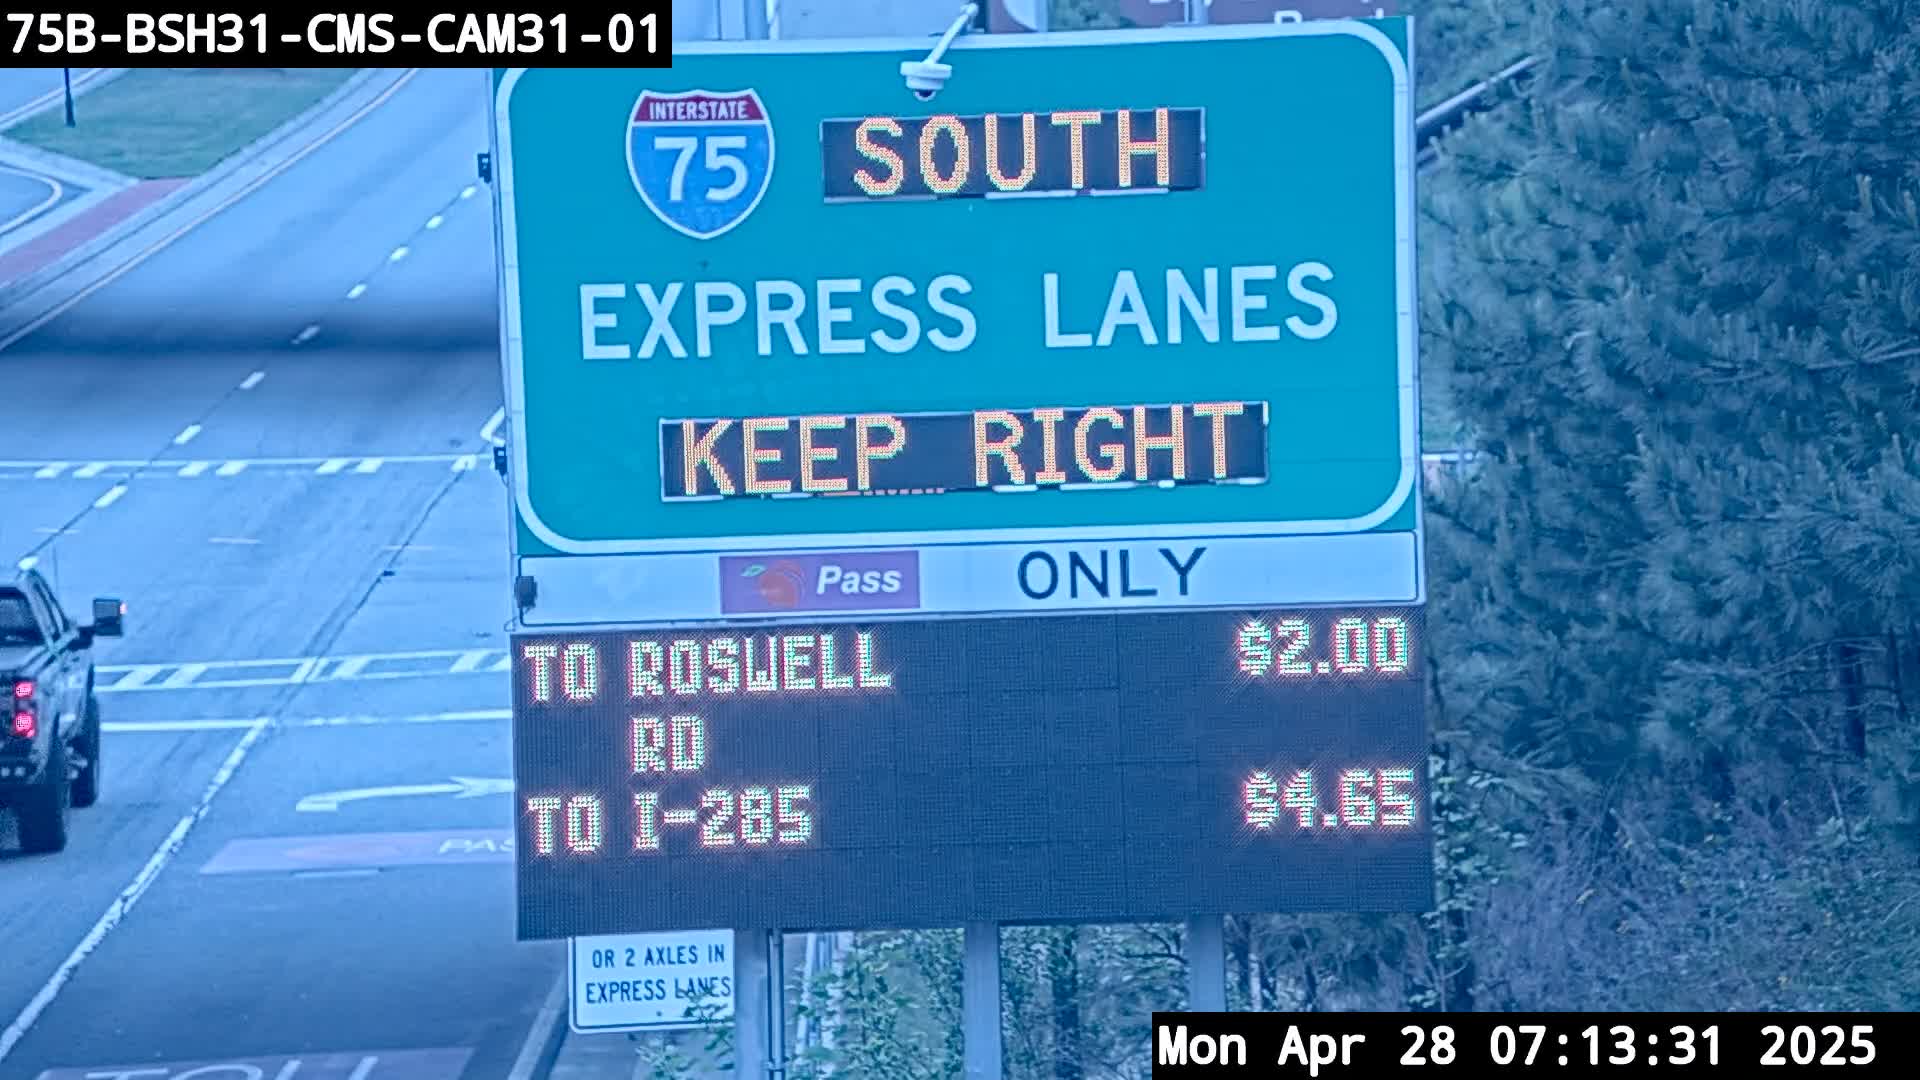 75B-BSH31-CMS-CAM31-01
INTERSTATE
75
SOUTH
EXPRESS LANES
KEEP RIGHT
Pass ONLY
TO ROSWELL $2.00
RD
TO I-285 $4.65
OR 2 AXLES IN
EXPRESS LANES
TOLL
Mon Apr 28 07:13:31 2025